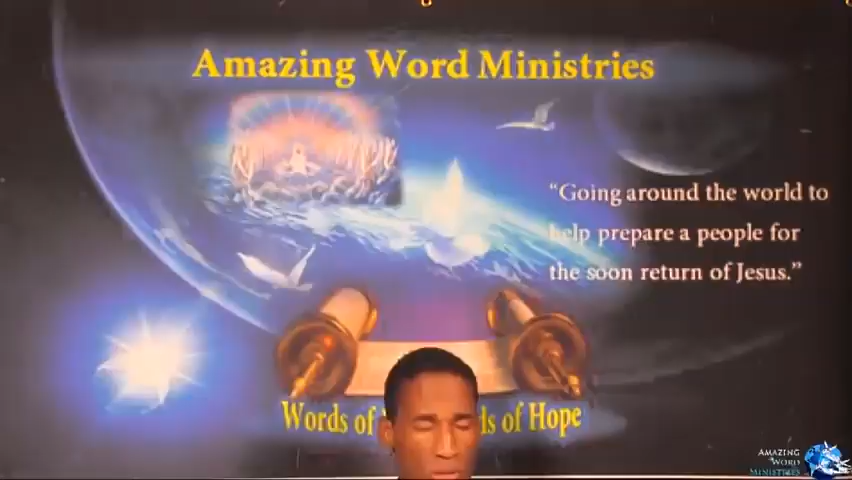 Amazing Word Ministries
“Going around the world to
help prepare a people for
the soon return of Jesus.”
Words of ds of Hope
AMAZING
WORD
MINISTRIES